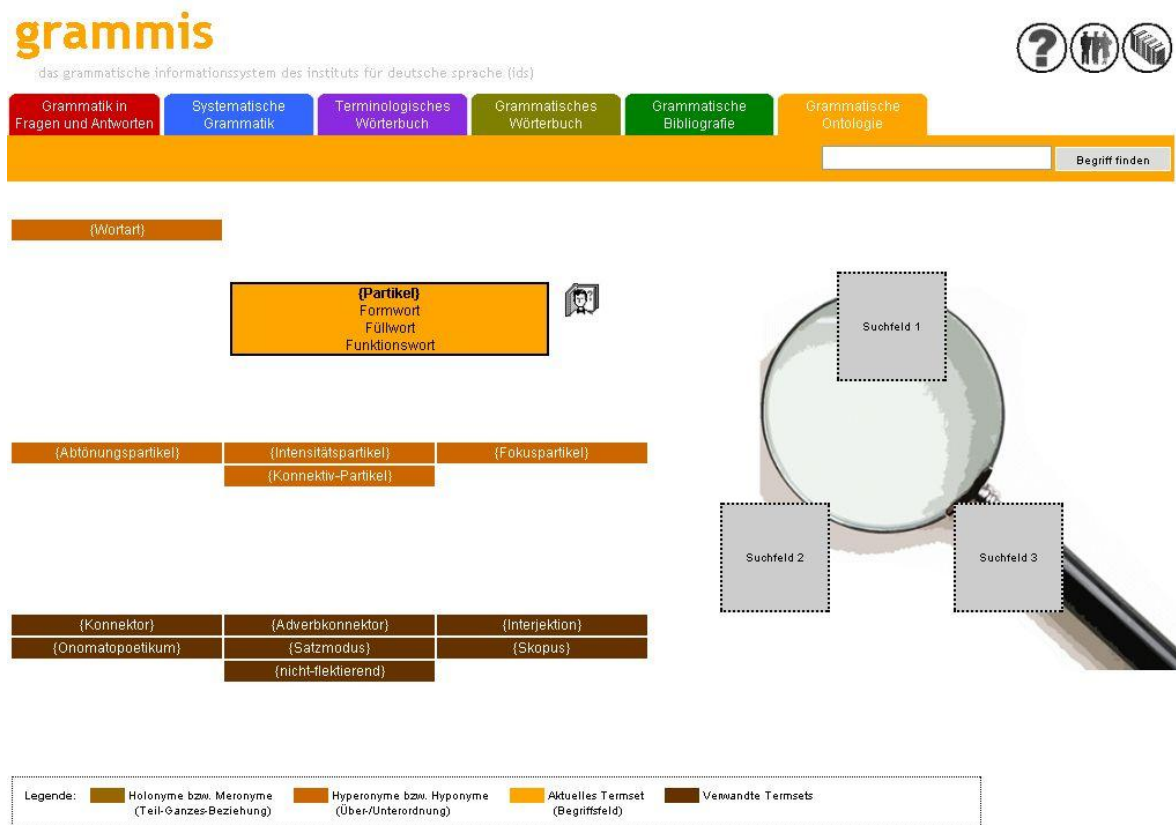 grammis
das grammatische informationssystem des instituts für deutsche sprache (ids)
Grammatik in
Fragen und Antworten
Systematische
Grammatik
Terminologisches
Wörterbuch
Grammatisches
Wörterbuch
Grammatische
Bibliografie
Grammatische
Ontologie
Begriff finden
{Wortart}
{Partikel}
Formwort
Füllwort
Funktionswort
Suchfeld 1
{Abtönungspartikel} {Intensitätspartikel} {Fokuspartikel}
{Konnektiv-Partikel}
Suchfeld 2 Suchfeld 3
{Konnektor} {Adverbkonnektor} {Interjektion}
{Onomatopoetikum} {Satzmodus} {Skopus}
{nicht-flektierend}
Legende:
Holonyme bzw. Meronyme
(Teil-Ganzes-Beziehung)
Hyperonyme bzw. Hyponyme
(Über-/Unterordnung)
Aktuelles Termset
(Begriffsfeld)
Verwandte Termsets